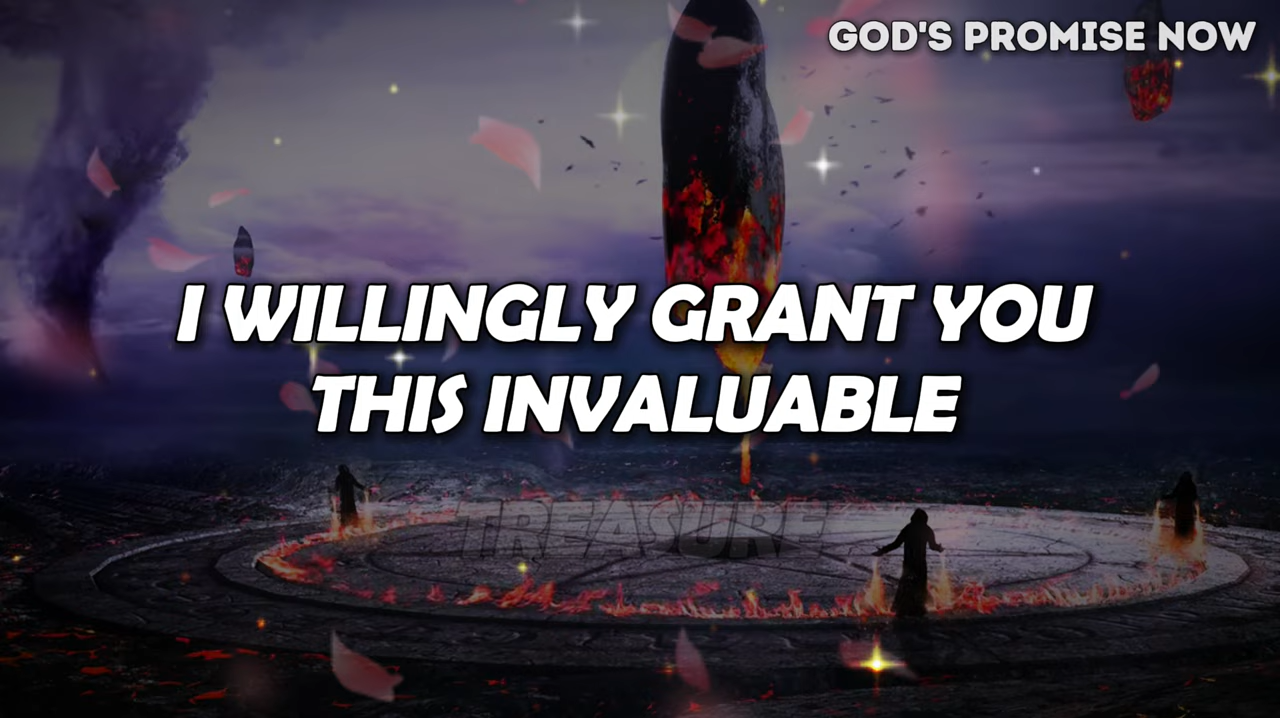 GOD'S PROMISE NOW
I WILLINGLY GRANT YOU
THIS INVALUABLE
TREASURE.